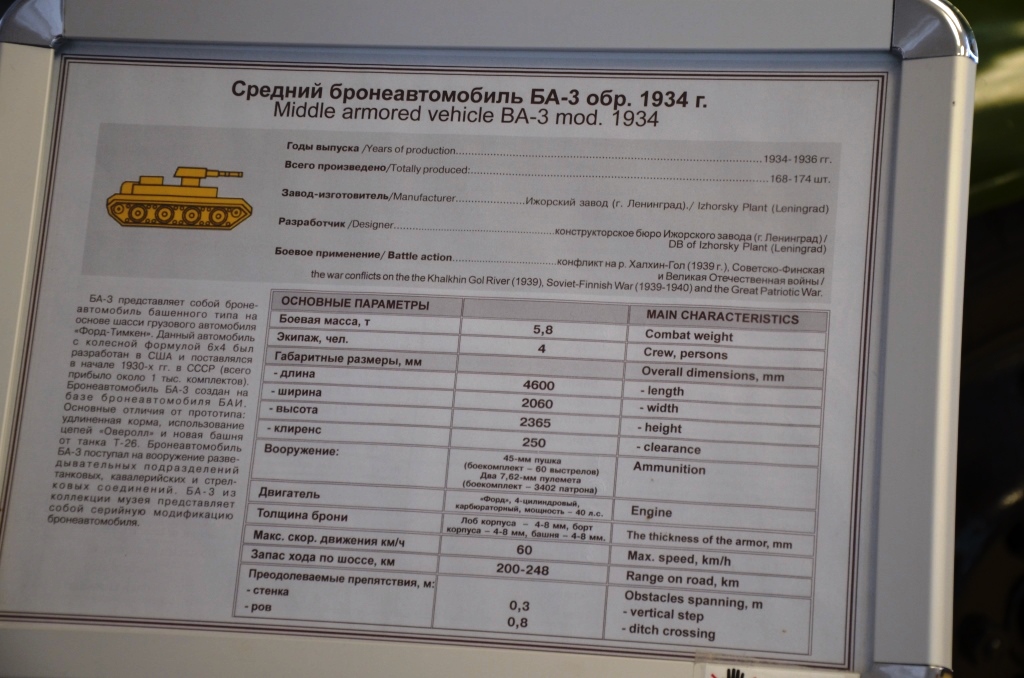 Средний бронеавтомобиль БА-3 обр. 1934 г.
Middle armored vehicle BA-3 mod. 1934
Годы выпуска /Years of production........1934-1936 гг.
Всего произведено/Totally produced:........168-174 шт.
Завод-изготовитель/Manufacturer........Ижорский завод (г. Ленинград)./ Izhorsky Plant (Leningrad)
Разработчик /Designer........конструкторское бюро Ижорского завода (г. Ленинград)/
DB of Izhorsky Plant (Leningrad)
Боевое применение/ Battle action........конфликт на р. Халхин-Гол (1939 г.), Советско-Финская
и Великая Отечественная войны/
the war conflicts on the the Khalkhin Gol River (1939), Soviet-Finnish War (1939-1940) and the Great Patriotic War.
БА-3 представляет собой броне-
автомобиль башенного типа на
основе шасси грузового автомобиля
«Форд-Тимкен». Данный автомобиль
с колесной формулой 6х4 был
разработан в США и поставлялся
в начале 1930-х гг. в СССР (всего
прибыло около 1 тыс. комплектов).
Бронеавтомобиль БА-3 создан на
базе бронеавтомобиля БАИ.
Основные отличия от прототипа:
удлиненная корма, использование
цепей «Оверолл» и новая башня
от танка Т-26. Бронеавтомобиль
БА-3 поступал на вооружение разве-
дывательных подразделений
танковых, кавалерийских и стрел-
ковых соединений. БА-3 из
коллекции музея представляет
собой серийную модификацию
бронеавтомобиля.
ОСНОВНЫЕ ПАРАМЕТРЫ MAIN CHARACTERISTICS
Боевая масса, т 5,8 Combat weight
Экипаж, чел. 4 Crew, persons
Габаритные размеры, мм Overall dimensions, mm
- длина 4600 - length
- ширина 2060 - width
- высота 2365 - height
- клиренс 250 - clearance
Вооружение: 45-мм пушка Ammunition
(боекомплект – 60 выстрелов)
Два 7,62-мм пулемета
(боекомплект – 3402 патрона)
Двигатель «Форд», 4-цилиндровый, Engine
карбюраторный, мощность – 40 л.с.
Толщина брони Лоб корпуса – 4-8 мм, борт The thickness of the armor, mm
корпуса – 4-8 мм, башня – 4-8 мм.
Макс. скор. движения км/ч 60 Max. speed, km/h
Запас хода по шоссе, км 200-248 Range on road, km
Преодолеваемые препятствия, м: Obstacles spanning, m
- стенка 0,3 - vertical step
- ров 0,8 - ditch crossing